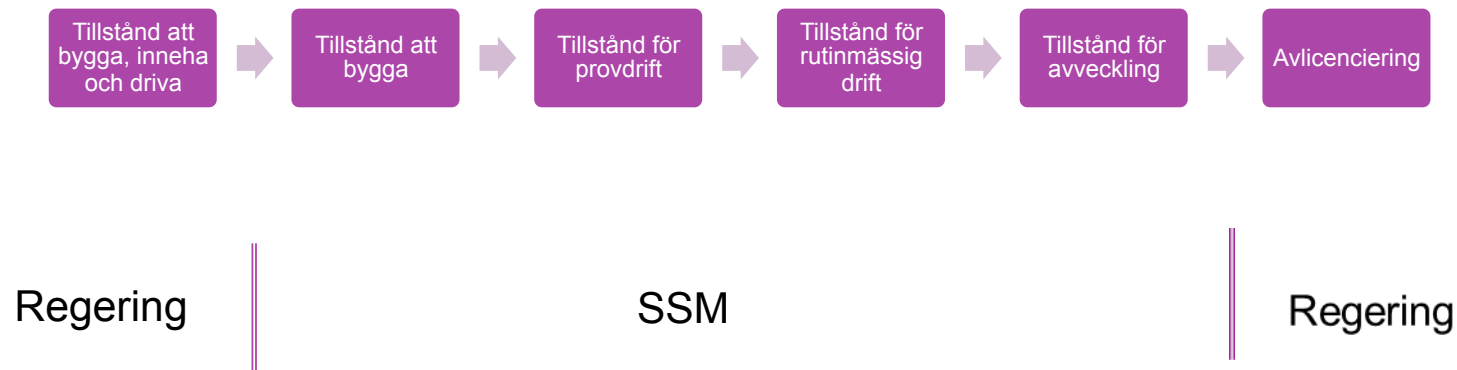 Tillstånd att
bygga, inneha
och driva
Tillstånd att
bygga
Tillstånd för
provdrift
Tillstånd för
rutinmässig
drift
Tillstånd för
avveckling
Avlicenciering
Regering
SSM
Regering